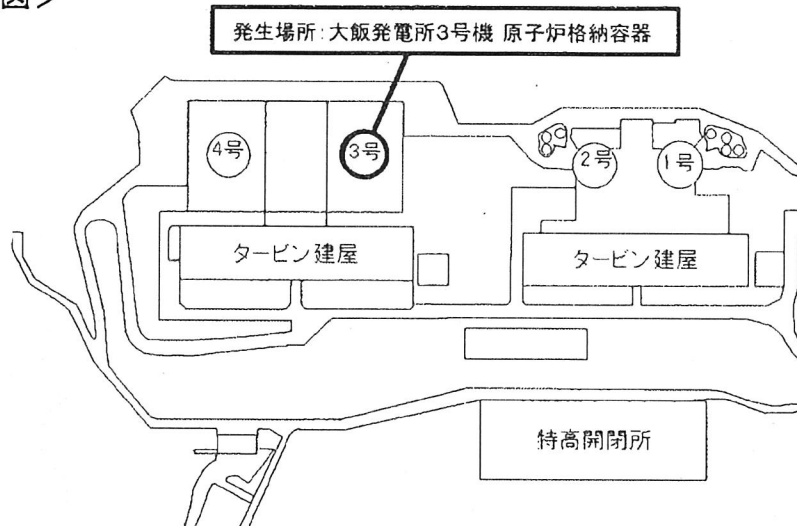 図>
発生場所:大飯発電所3号機 原子炉格納容器
4号
3号
2号
1号
タービン建屋
タービン建屋
特高開閉所